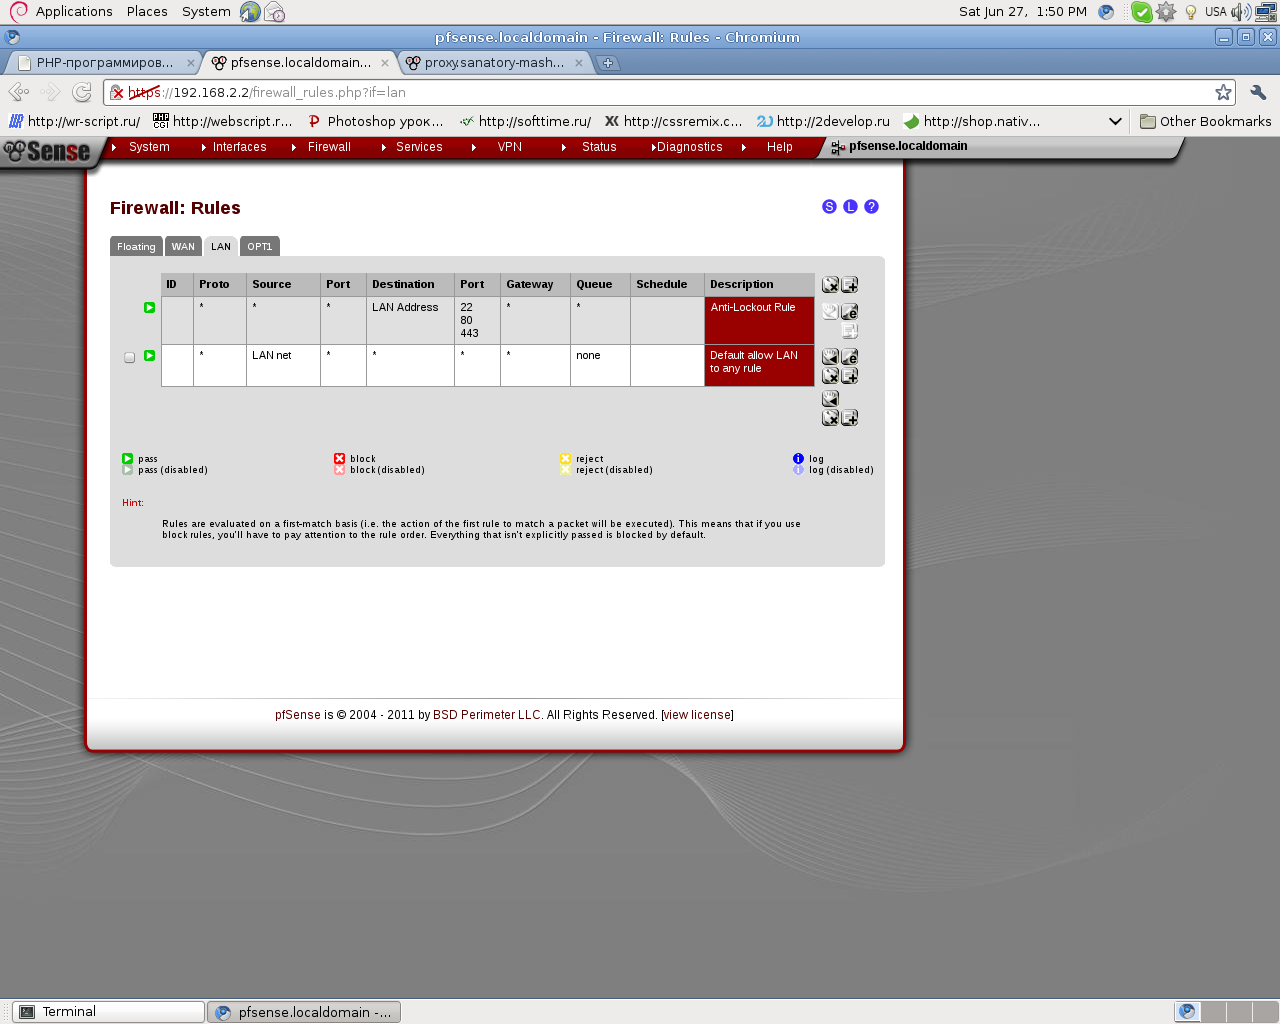 Applications Places System Sat Jun 27, 1:50 PM USA
pfsense.localdomain - Firewall: Rules - Chromium
PHP-программиров... pfsense.localdomain... proxy.sanatory-mash...
https://192.168.2.2/firewall_rules.php?if=lan
http://wr-script.ru/ PHP CGI http://webscript.r... Photoshop урок... http://softtime.ru/ http://cssremix.c... 2U http://2develop.ru http://shop.nativ... Other Bookmarks
Sense System Interfaces Firewall Services VPN Status Diagnostics Help pfsense.localdomain
Firewall: Rules S L ?
Floating WAN LAN OPT1
ID Proto Source Port Destination Port Gateway Queue Schedule Description
* * * LAN Address 22 * * Anti-Lockout Rule
80
443
* LAN net * * * * none Default allow LAN
to any rule
pass block reject log
pass (disabled) block (disabled) reject (disabled) log (disabled)
Hint:
Rules are evaluated on a first-match basis (i.e. the action of the first rule to match a packet will be executed). This means that if you use
block rules, you'll have to pay attention to the rule order. Everything that isn't explicitly passed is blocked by default.
pfSense is © 2004 - 2011 by BSD Perimeter LLC. All Rights Reserved. [view license]
Terminal pfsense.localdomain -...